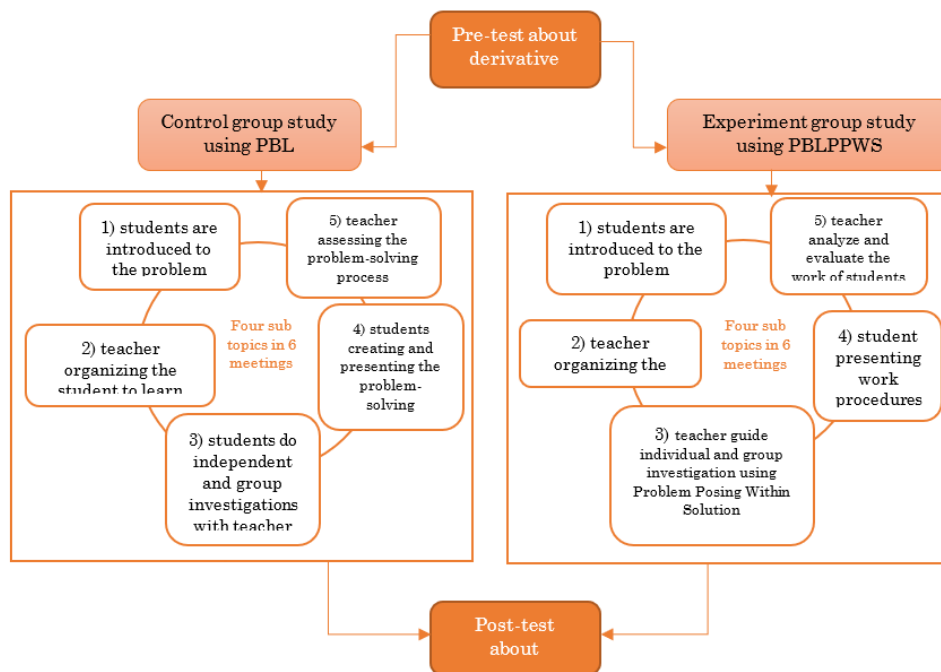 Pre-test about
derivative
Control group study
using PBL
Experiment group study
using PBLPPWS
1) students are
introduced to
the problem
5) teacher
assessing the
problem-solving
process
2) teacher
organizing the
student to learn
Four sub
topics in 6
meetings
4) students
creating and
presenting the
problem-
solving
3) students do
independent
and group
investigations
with teacher
1) students are
introduced to
the problem
5) teacher
analyze and
evaluate the
work of students
2) teacher
organizing the
Four sub
topics in 6
meetings
4) student
presenting
work
procedures
3) teacher guide
individual and group
investigation using
Problem Posing Within
Solution
Post-test
about